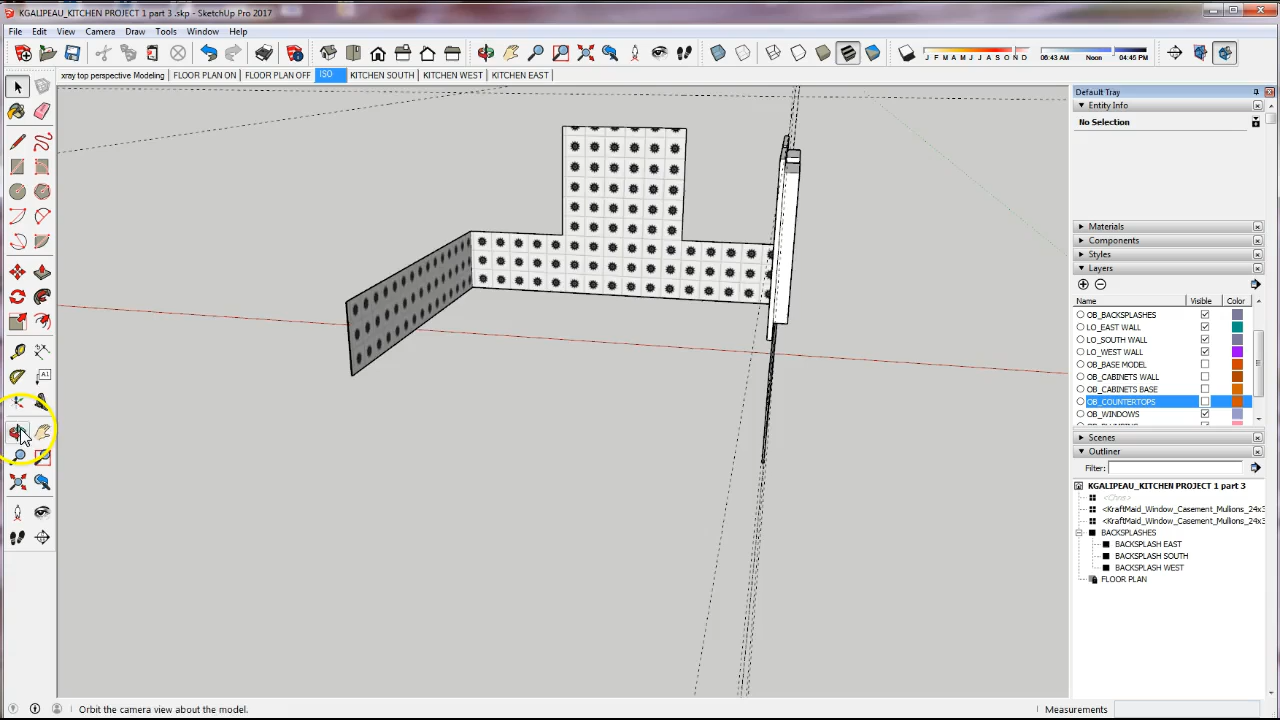 KGALIPEAU_KITCHEN PROJECT 1 part 3 .skp - SketchUp Pro 2017
File Edit View Camera Draw Tools Window Help
J F M A M J J A S O N D 06:43 AM Noon 04:45 PM
xray top perspective Modeling FLOOR PLAN ON FLOOR PLAN OFF ISO KITCHEN SOUTH KITCHEN WEST KITCHEN EAST
Default Tray
Entity Info
No Selection
Materials
Components
Styles
Layers
Name Visible Color
OB_BACKSPLASHES
LO_EAST WALL
LO_SOUTH WALL
LO_WEST WALL
OB_BASE MODEL
OB_CABINETS WALL
OB_CABINETS BASE
OB_COUNTERTOPS
OB_WINDOWS
Scenes
Outliner
Filter:
KGALIPEAU_KITCHEN PROJECT 1 part 3
<Chris>
<KraftMaid_Window_Casement_Mullions_24x3
<KraftMaid_Window_Casement_Mullions_24x3
BACKSPLASHES
BACKSPLASH EAST
BACKSPLASH SOUTH
BACKSPLASH WEST
FLOOR PLAN
A1
Orbit the camera view about the model. Measurements